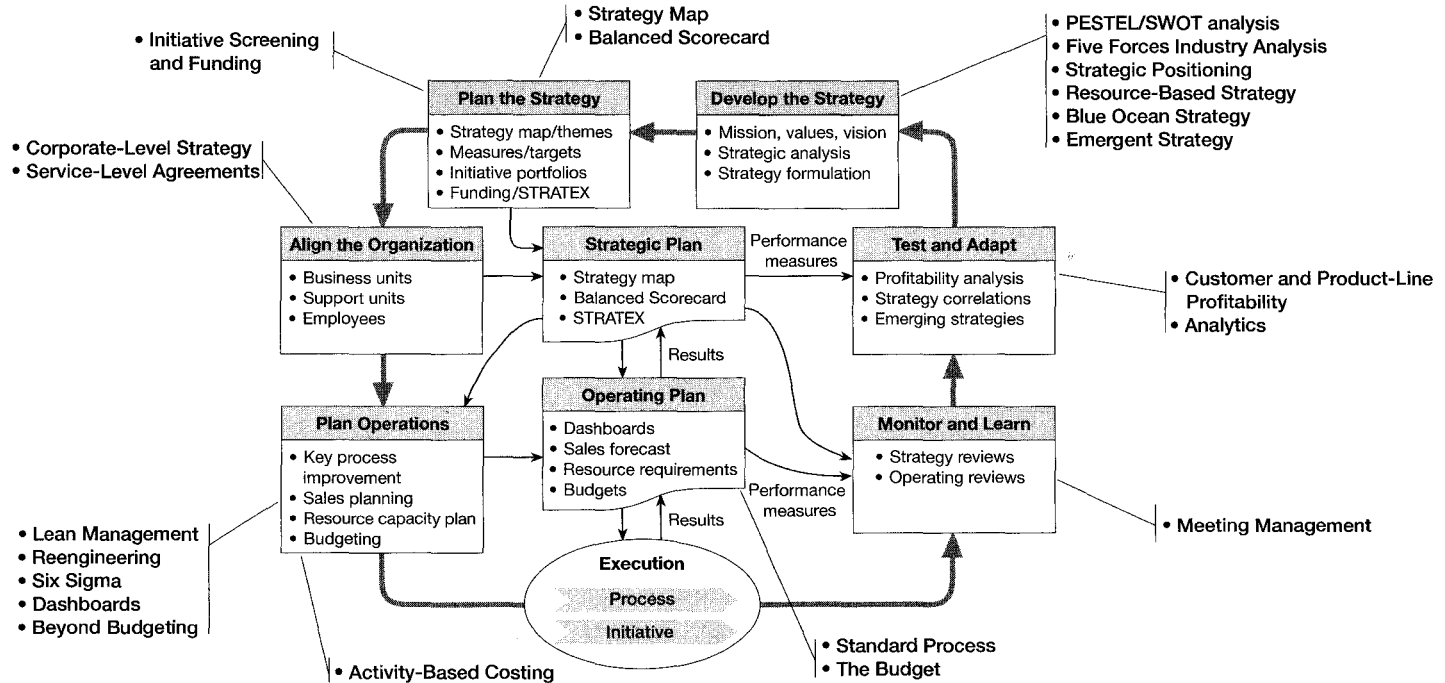 • Strategy Map
• Balanced Scorecard
• Initiative Screening
and Funding
• PESTEL/SWOT analysis
• Five Forces Industry Analysis
• Strategic Positioning
• Resource-Based Strategy
• Blue Ocean Strategy
• Emergent Strategy
Plan the Strategy
• Strategy map/themes
• Measures/targets
• Initiative portfolios
• Funding/STRATEX
Develop the Strategy
• Mission, values, vision
• Strategic analysis
• Strategy formulation
• Corporate-Level Strategy
• Service-Level Agreements
Align the Organization
• Business units
• Support units
• Employees
Strategic Plan
• Strategy map
• Balanced Scorecard
• STRATEX
Performance
measures
Test and Adapt
• Profitability analysis
• Strategy correlations
• Emerging strategies
• Customer and Product-Line
Profitability
• Analytics
Results
Plan Operations
• Key process
improvement
• Sales planning
• Resource capacity plan
• Budgeting
Operating Plan
• Dashboards
• Sales forecast
• Resource requirements
• Budgets
Performance
measures
Monitor and Learn
• Strategy reviews
• Operating reviews
• Meeting Management
Results
• Lean Management
• Reengineering
• Six Sigma
• Dashboards
• Beyond Budgeting
Execution
Process
Initiative
• Activity-Based Costing
• Standard Process
• The Budget